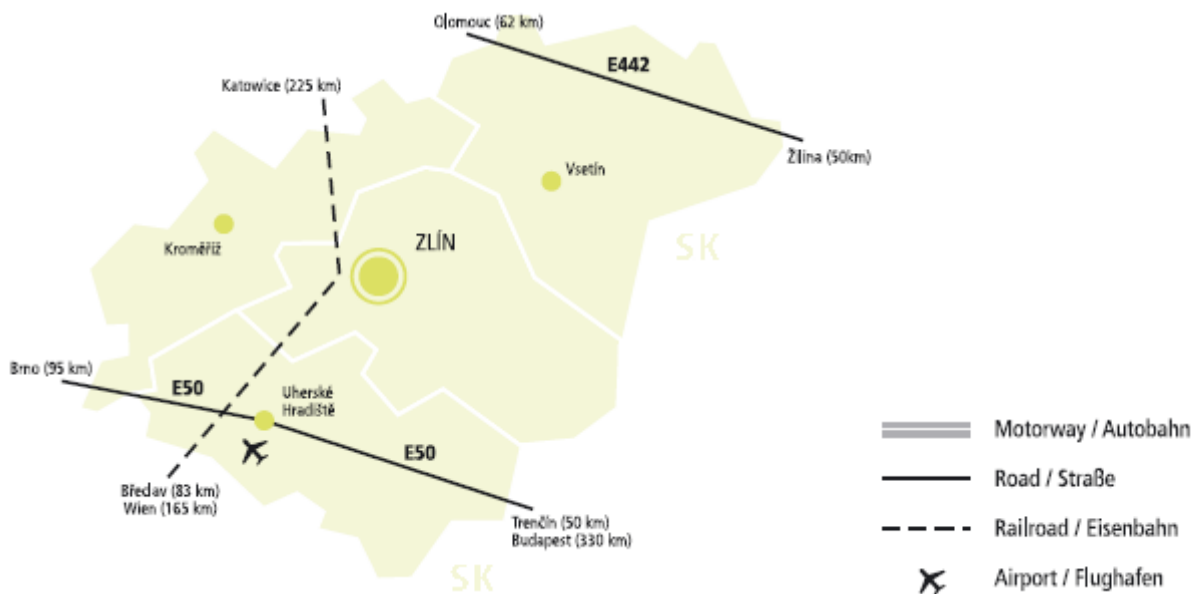 Olomouc (62 km)
E442
Katowice (225 km)
Žilina (50km)
Vsetín
Kroměříž
ZLÍN
SK
Brno (95 km)
E50
Uherské
Hradiště
E50
Břeclav (83 km)
Wien (165 km)
Trenčín (50 km)
Budapest (330 km)
SK
Motorway / Autobahn
Road / Straße
Railroad / Eisenbahn
Airport / Flughafen